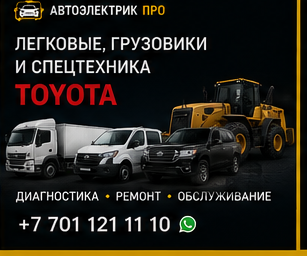 АВТОЭЛЕКТРИК ПРО
ЛЕГКОВЫЕ, ГРУЗОВИКИ
И СПЕЦТЕХНИКА
TOYOTA
ДИАГНОСТИКА • РЕМОНТ • ОБСЛУЖИВАНИЕ
+7 701 121 11 10